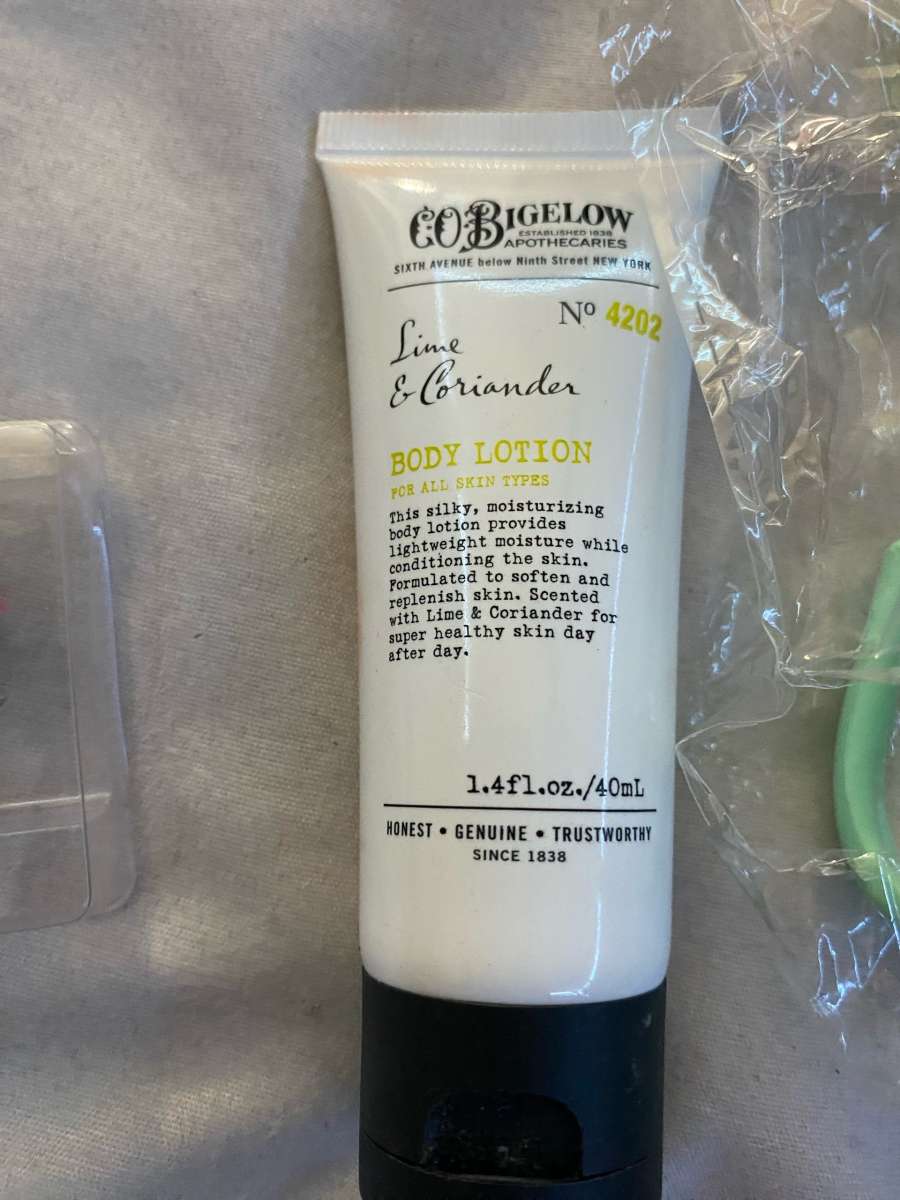 C.O. BIGELOW
ESTABLISHED 1838
APOTHECARIES
SIXTH AVENUE below Ninth Street NEW YORK
Nº 4202
Lime
& Coriander
BODY LOTION
FOR ALL SKIN TYPES
This silky, moisturizing
body lotion provides
lightweight moisture while
conditioning the skin.
Formulated to soften and
replenish skin. Scented
with Lime & Coriander for
super healthy skin day
after day.
1.4fl.oz./40mL
HONEST • GENUINE • TRUSTWORTHY
SINCE 1838